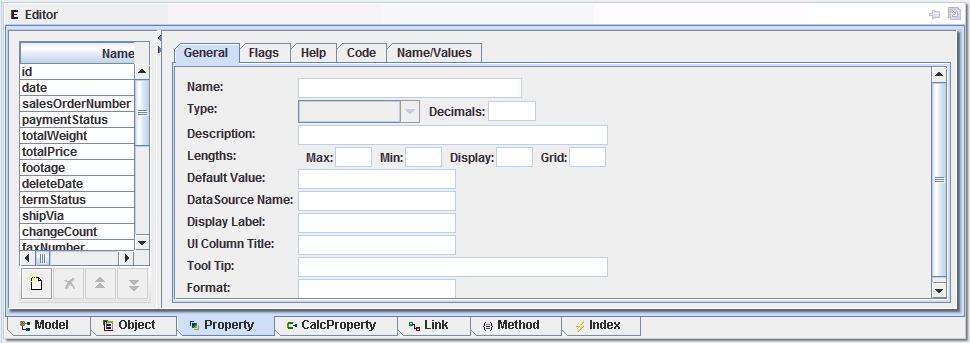 Editor
Name
id
date
salesOrderNumber
paymentStatus
totalWeight
totalPrice
footage
deleteDate
termStatus
shipVia
changeCount
faxNumber
General Flags Help Code Name/Values
Name:
Type: Decimals:
Description:
Lengths: Max: Min: Display: Grid:
Default Value:
DataSource Name:
Display Label:
UI Column Title:
Tool Tip:
Format:
Model Object Property CalcProperty Link Method Index